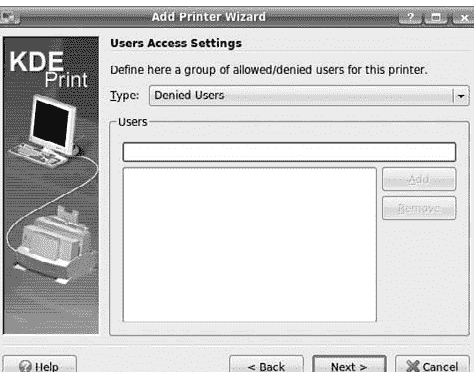 Add Printer Wizard
?
Users Access Settings
KDE
Print
Define here a group of allowed/denied users for this printer.
Type: Denied Users
Users
Add
Remove
Help
< Back
Next >
Cancel